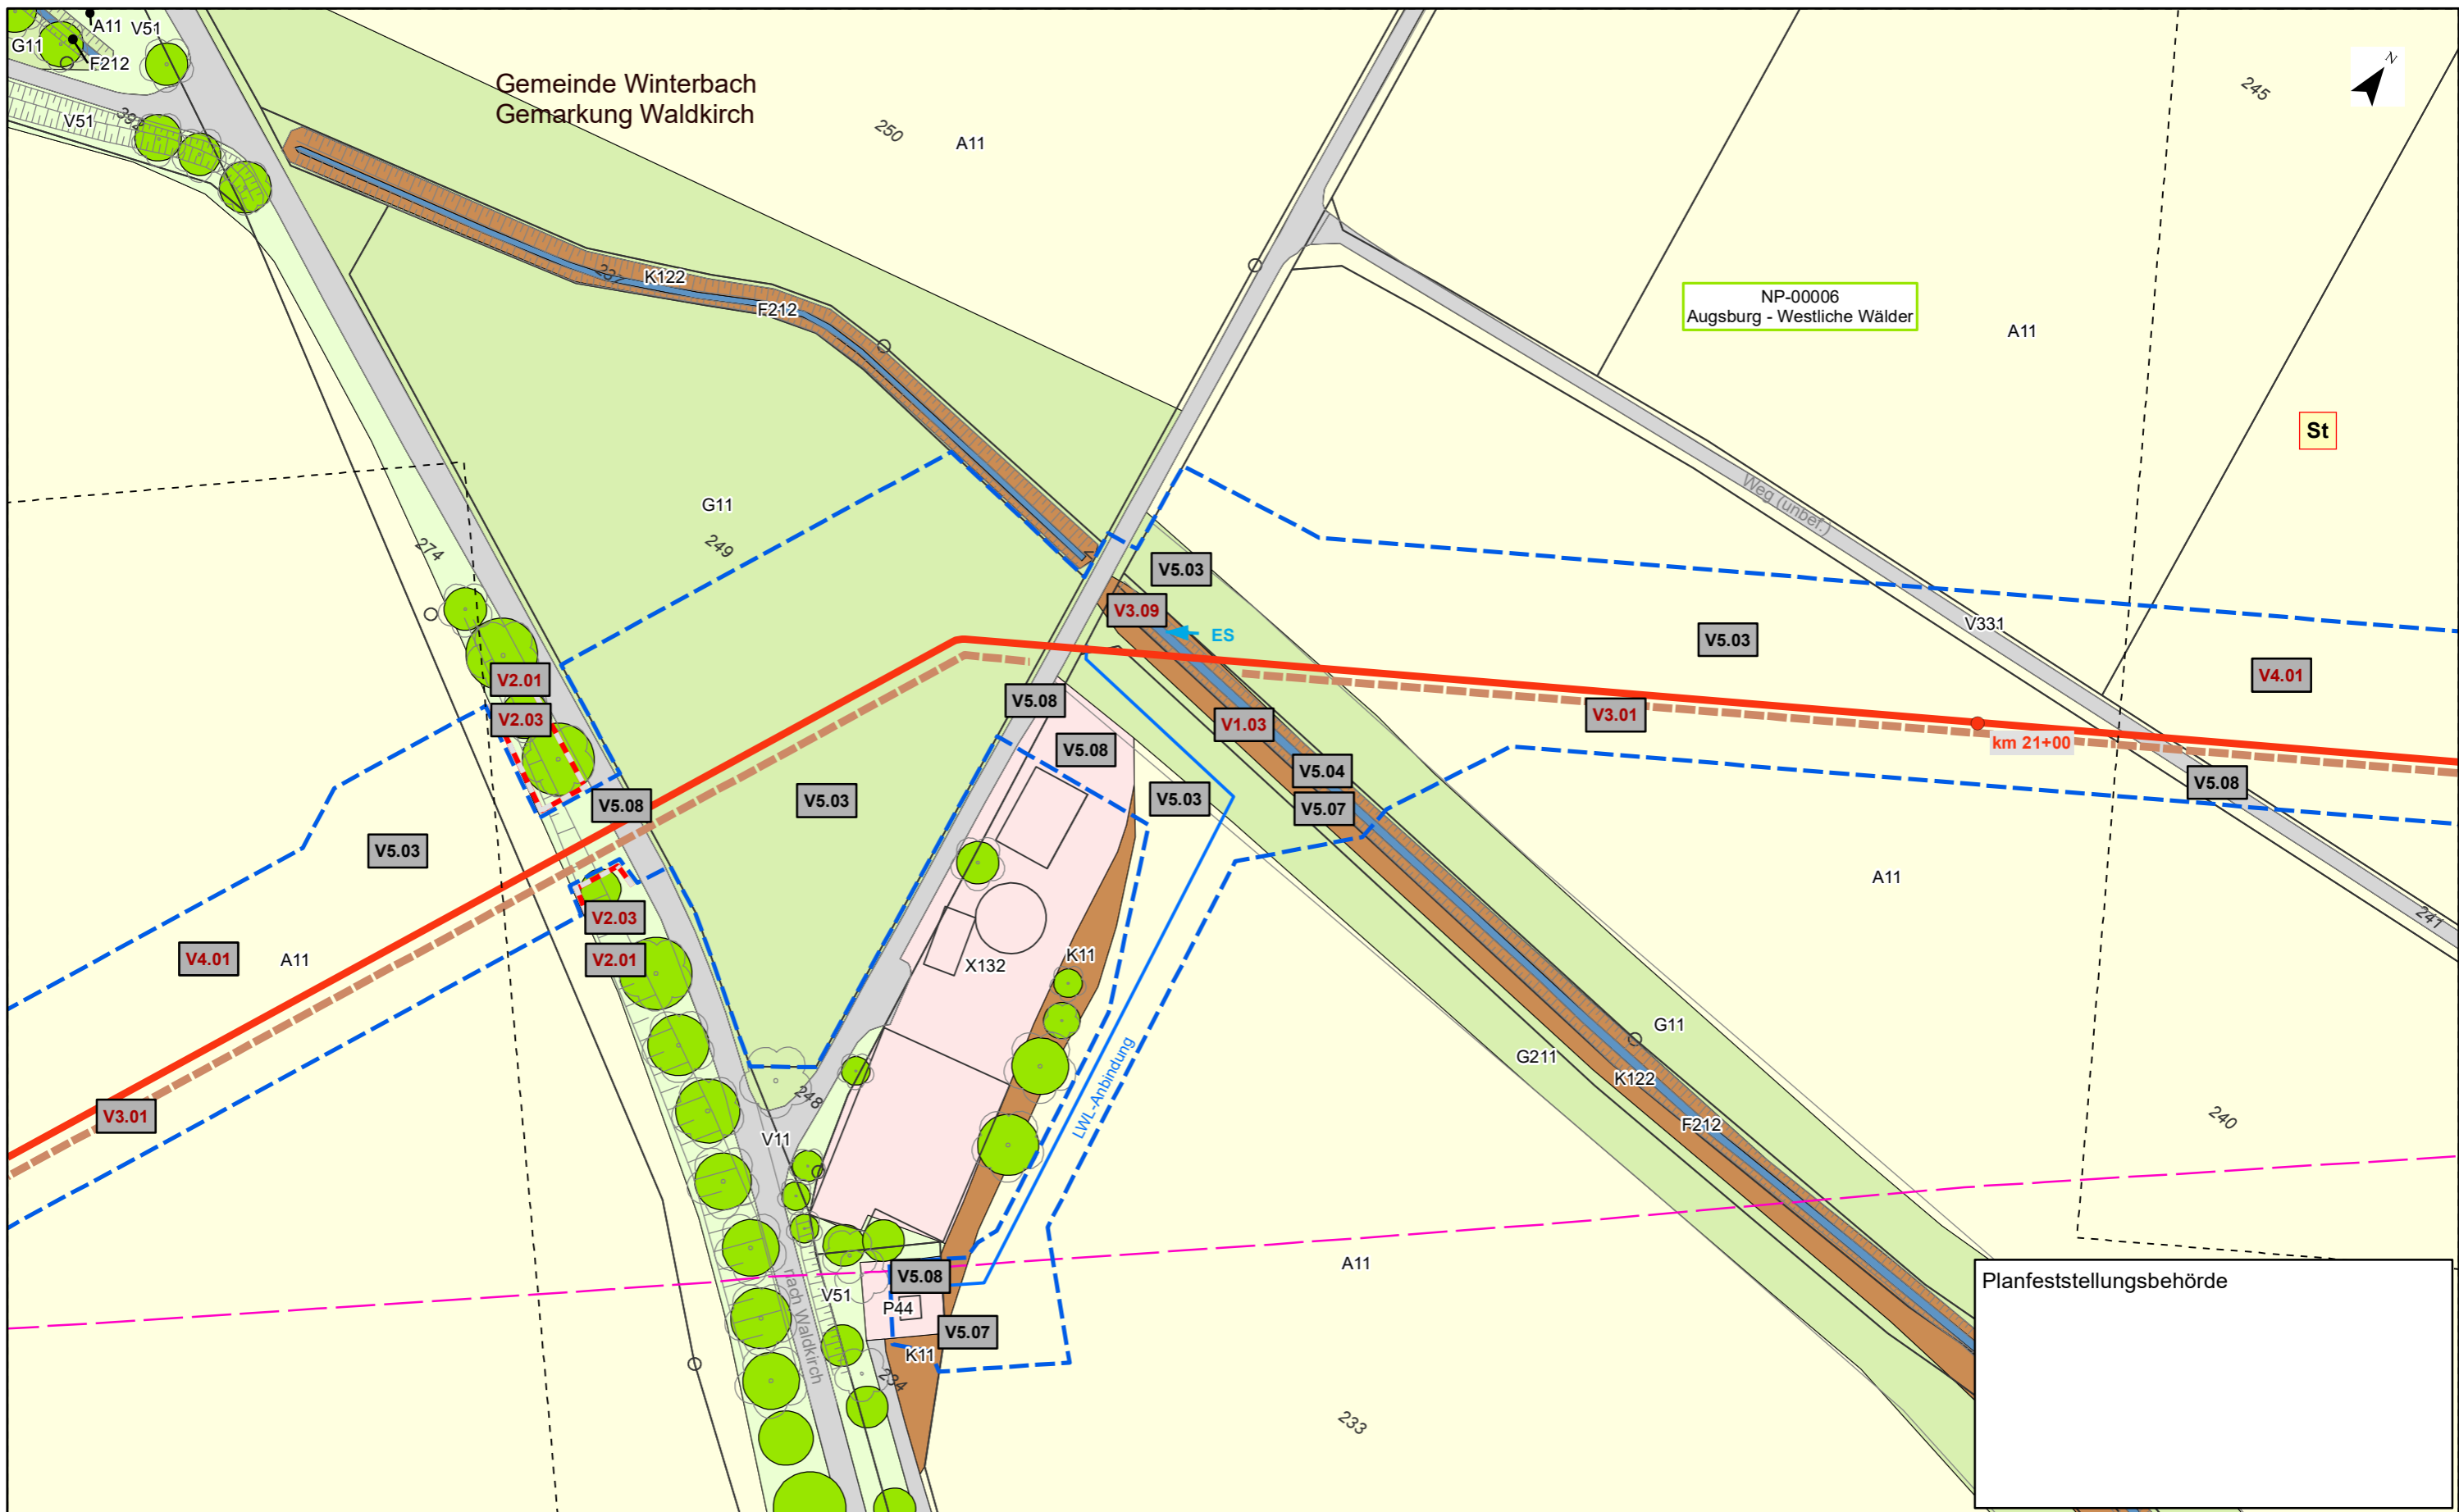 A11
V51
G11
F212
V51
392
Gemeinde Winterbach
Gemarkung Waldkirch
250
A11
245
N
237
K122
F212
NP-00006
Augsburg - Westliche Wälder
A11
St
G11
249
274
Weg (unbef.)
V5.03
V3.09
ES
V331
V5.03
V4.01
V2.01
V2.03
V5.08
V3.01
V1.03
km 21+00
V5.08
V5.04
V5.07
V5.08
V5.03
V5.03
V5.08
V5.03
A11
241
V2.03
V2.01
V4.01
A11
K11
X132
G11
G211
K122
F212
LWL-Anbindung
248
V11
V3.01
240
A11
Planfeststellungsbehörde
V5.08
V51
P44
nach Waldkirch
V5.07
K11
234
233